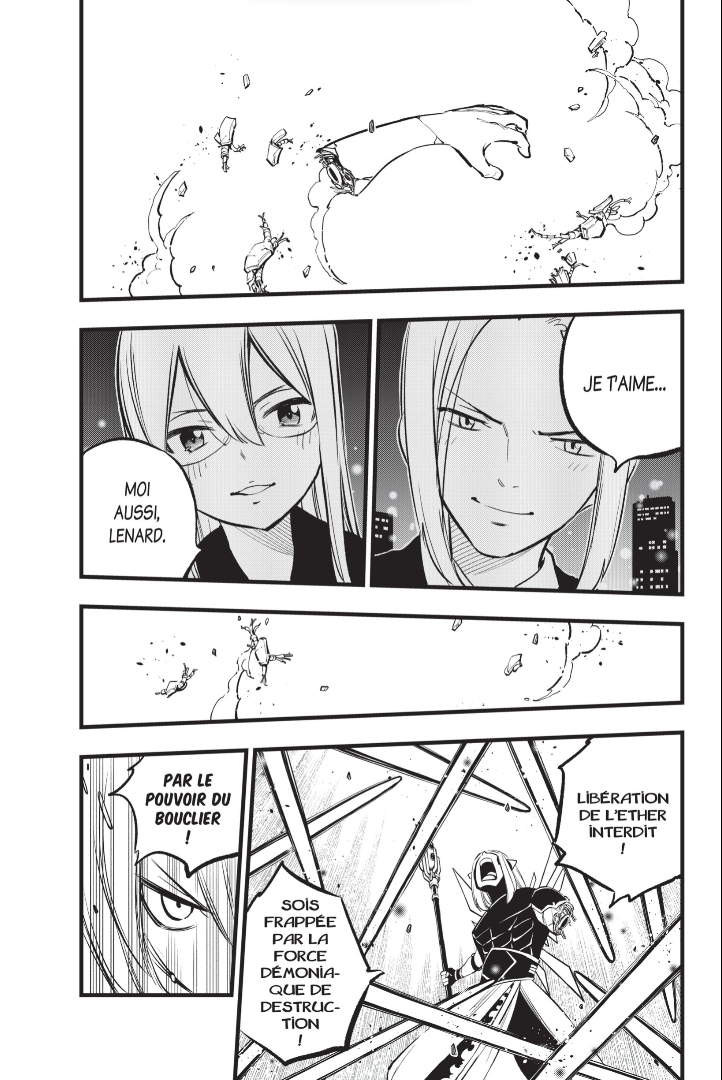 JE T'AIME...
MOI
AUSSI,
LENARD.
LIBÉRATION
DE L'ETHER
INTERDIT
!
SOIS
FRAPPÉE
PAR LA
FORCE
DÉMONIA-
QUE DE
DESTRUC-
TION
!
PAR LE
POUVOIR DU
BOUCLIER
!